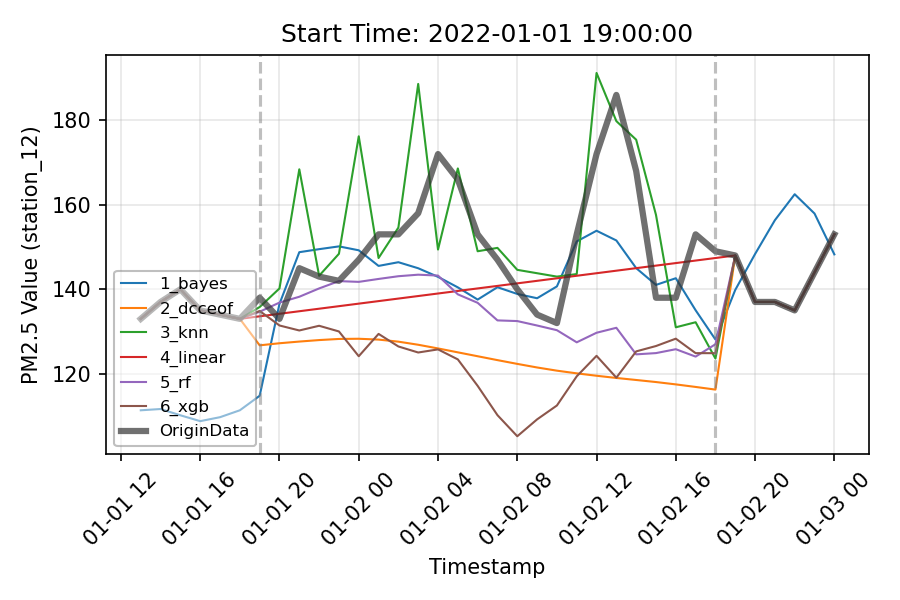 Start Time: 2022-01-01 19:00:00
PM2.5 Value (station_12)
180
160
140
120
1_bayes
2_dcceof
3_knn
4_linear
5_rf
6_xgb
OriginData
01-01 12
01-01 16
01-01 20
01-02 00
01-02 04
01-02 08
01-02 12
01-02 16
01-02 20
01-03 00
Timestamp